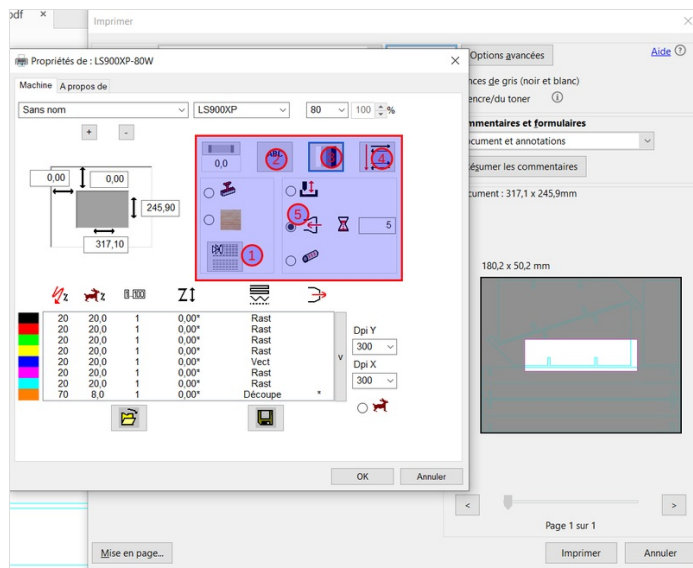 odf ×
Imprimer
Options avancées
Aide
nces de gris (noir et blanc)
encre/du toner
mmentaires et formulaires
ocument et annotations
ésumer les commentaires
ocument : 317,1 x 245,9mm
180,2 x 50,2 mm
Propriétés de : LS900XP-80W
Machine A propos de
Sans nom LS900XP 80 100 %
+ -
0,0 ABC 2 3 4
0,00 0,00
245,90
317,10
5 5
1
% % 1-100 Z
20 20,0 1 0,00* Rast
20 20,0 1 0,00* Rast
20 20,0 1 0,00* Rast
20 20,0 1 0,00* Rast
20 20,0 1 0,00* Vect
20 20,0 1 0,00* Rast
20 20,0 1 0,00* Rast
70 8,0 1 0,00* Découpe *
v
Dpi Y
300
Dpi X
300
OK Annuler
< >
Page 1 sur 1
Mise en page...
Imprimer Annuler